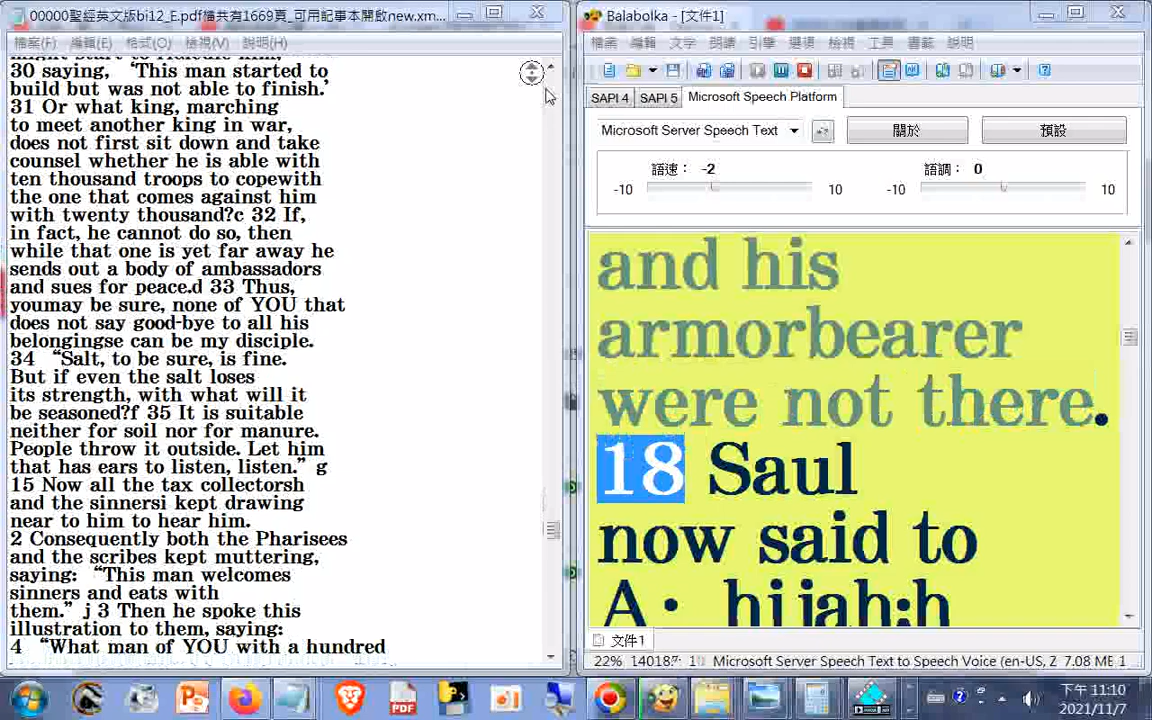 00000聖經英文版bi12_E.pdf檔共有1669頁_可用記事本開啟new.xm...
檔案(F) 編輯(E) 格式(O) 檢視(V) 說明(H)
might start to ridicule him,
30 saying, ‘This man started to
build but was not able to finish.’
31 Or what king, marching
to meet another king in war,
does not first sit down and take
counsel whether he is able with
ten thousand troops to copewith
the one that comes against him
with twenty thousand?c 32 If,
in fact, he cannot do so, then
while that one is yet far away he
sends out a body of ambassadors
and sues for peace.d 33 Thus,
youmay be sure, none of YOU that
does not say good-bye to all his
belongingse can be my disciple.
34 “Salt, to be sure, is fine.
But if even the salt loses
its strength, with what will it
be seasoned?f 35 It is suitable
neither for soil nor for manure.
People throw it outside. Let him
that has ears to listen, listen.” g
15 Now all the tax collectorsh
and the sinnersi kept drawing
near to him to hear him.
2 Consequently both the Pharisees
and the scribes kept muttering,
saying: “This man welcomes
sinners and eats with
them.” j 3 Then he spoke this
illustration to them, saying:
4 “What man of YOU with a hundred
Balabolka - [文件1]
檔案 編輯 文字 朗讀 引擎 選項 檢視 工具 書籤 說明
SAPI 4 SAPI 5 Microsoft Speech Platform
Microsoft Server Speech Text 關於 預設
語速： -2 語調： 0
-10 10 -10 10
and his
armorbearer
were not there.
18 Saul
now said to
A· hijah:h
文件1
22% Microsoft Server Speech Text to Speech Voice (en-US, Z 7.08 ME 1
PDF
下午 11:10
2021/11/7